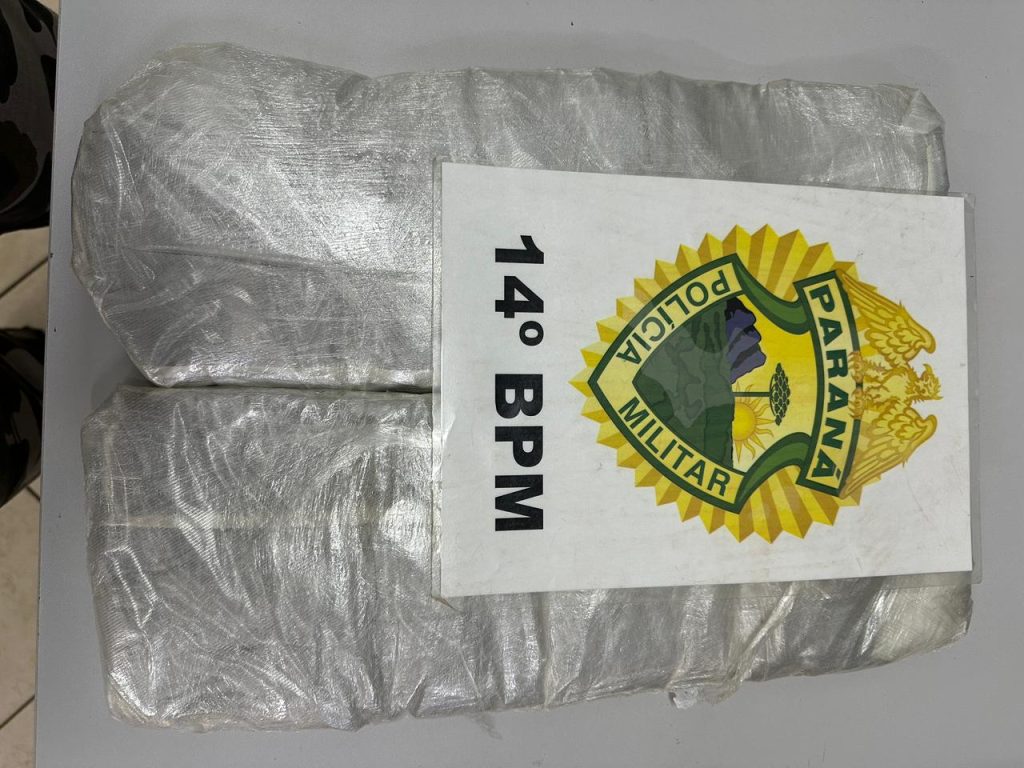 PARANÁ
POLÍCIA MILITAR
14º BPM